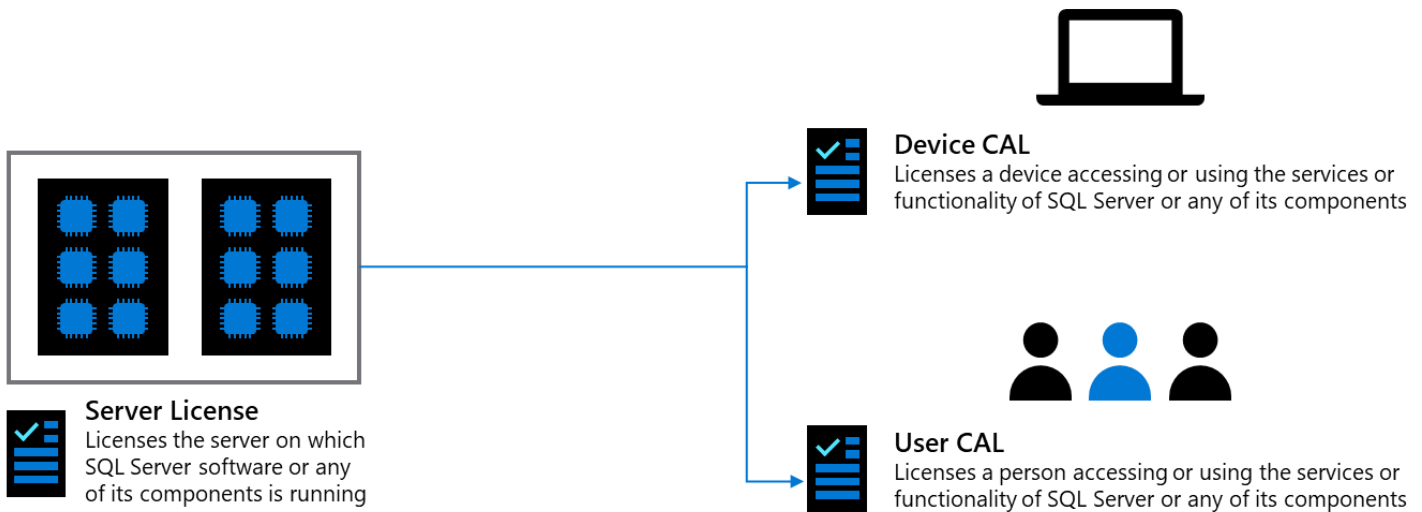 Device CAL
Licenses a device accessing or using the services or
functionality of SQL Server or any of its components
Server License
Licenses the server on which
SQL Server software or any
of its components is running
User CAL
Licenses a person accessing or using the services or
functionality of SQL Server or any of its components